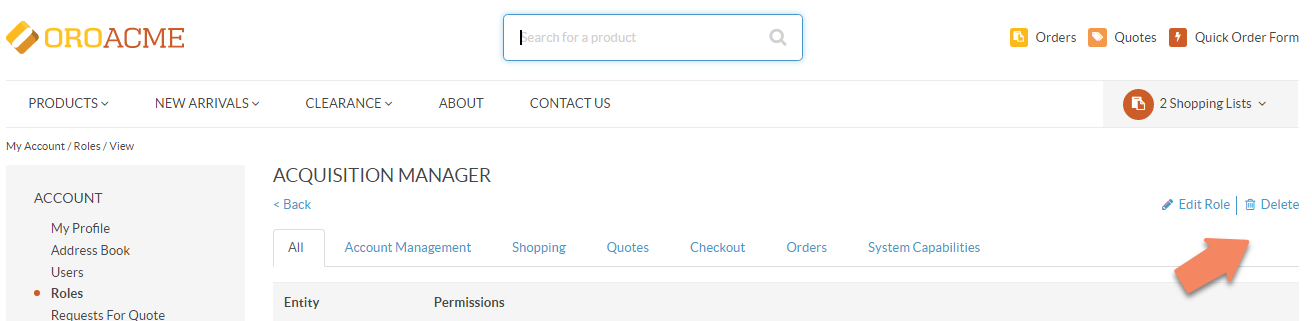 OROACME
Search for a product
Orders
Quotes
Quick Order Form
PRODUCTS
NEW ARRIVALS
CLEARANCE
ABOUT
CONTACT US
2 Shopping Lists
My Account / Roles / View
ACCOUNT
My Profile
Address Book
Users
Roles
Requests For Quote
ACQUISITION MANAGER
< Back
Edit Role
Delete
All
Account Management
Shopping
Quotes
Checkout
Orders
System Capabilities
Entity
Permissions